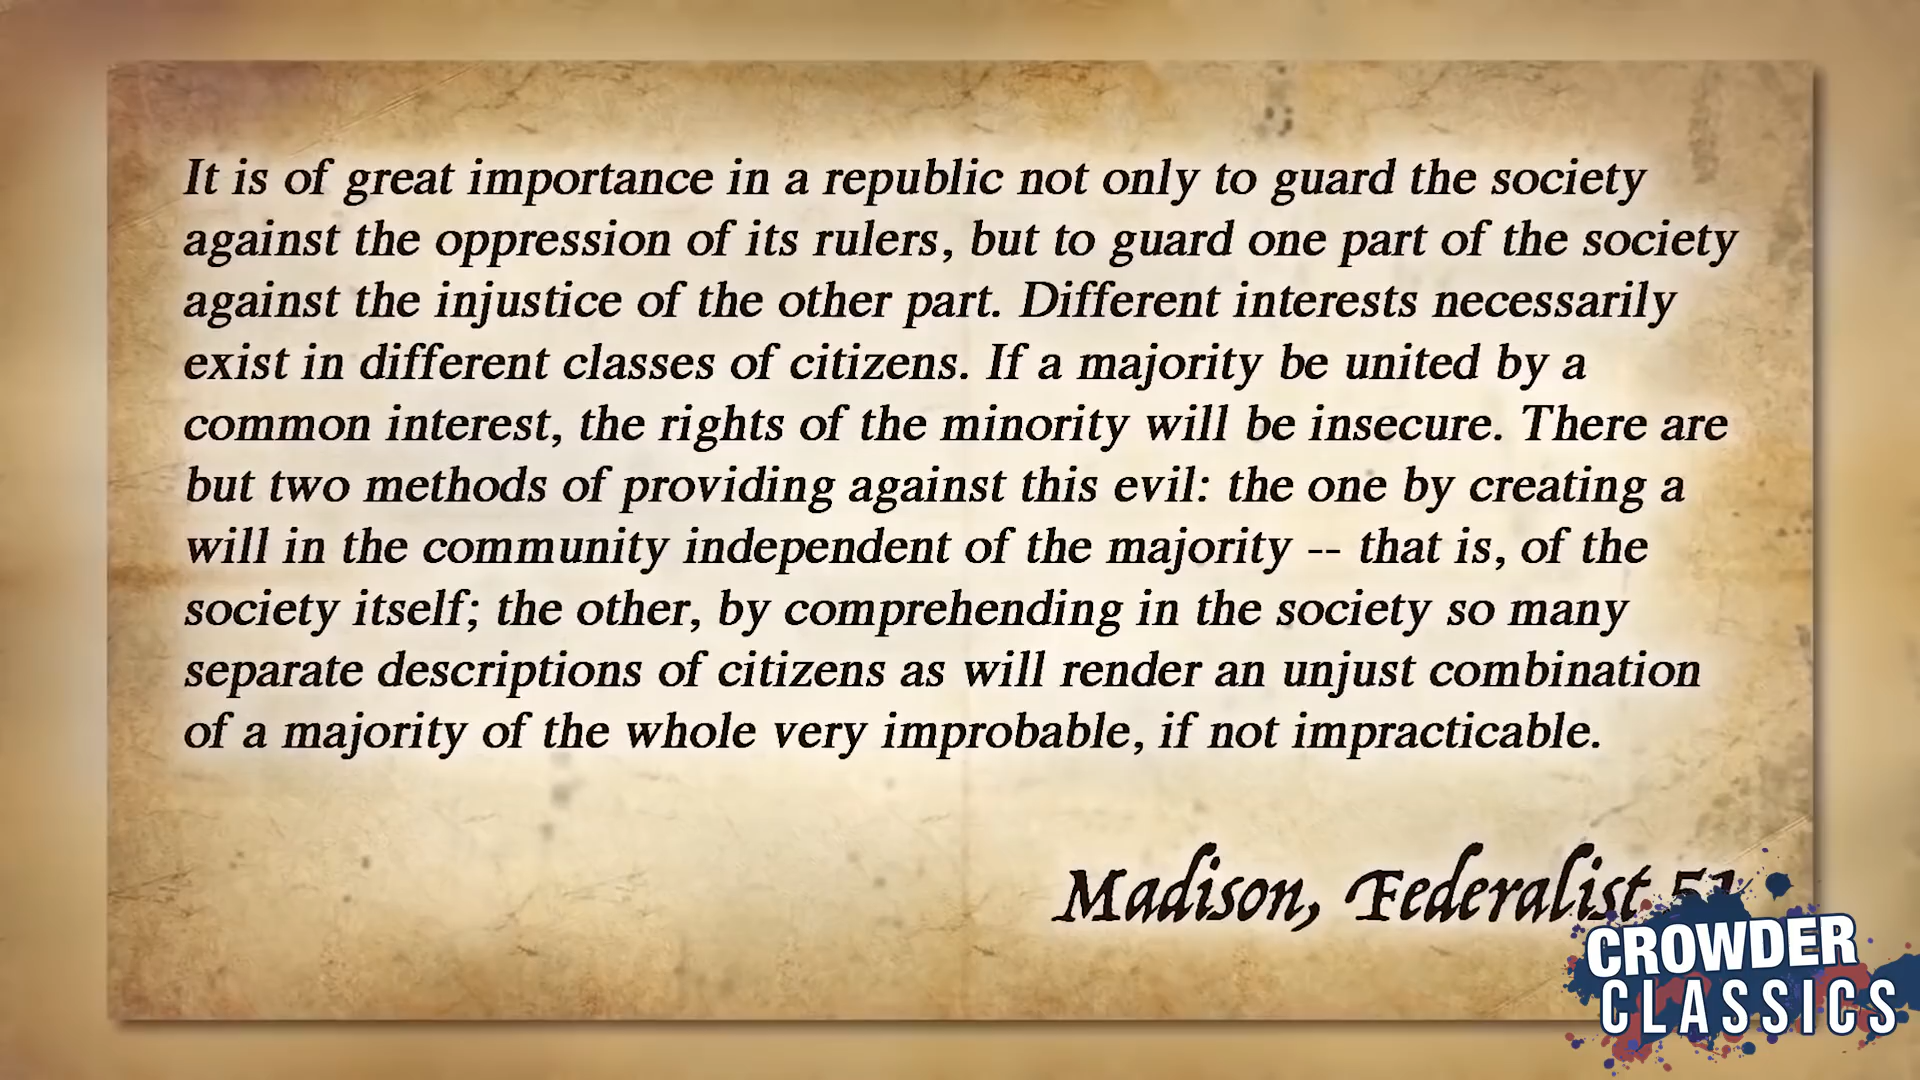 It is of great importance in a republic not only to guard the society
against the oppression of its rulers, but to guard one part of the society
against the injustice of the other part. Different interests necessarily
exist in different classes of citizens. If a majority be united by a
common interest, the rights of the minority will be insecure. There are
but two methods of providing against this evil: the one by creating a
will in the community independent of the majority -- that is, of the
society itself; the other, by comprehending in the society so many
separate descriptions of citizens as will render an unjust combination
of a majority of the whole very improbable, if not impracticable.
Madison, Federalist 51
CROWDER
CLASSICS